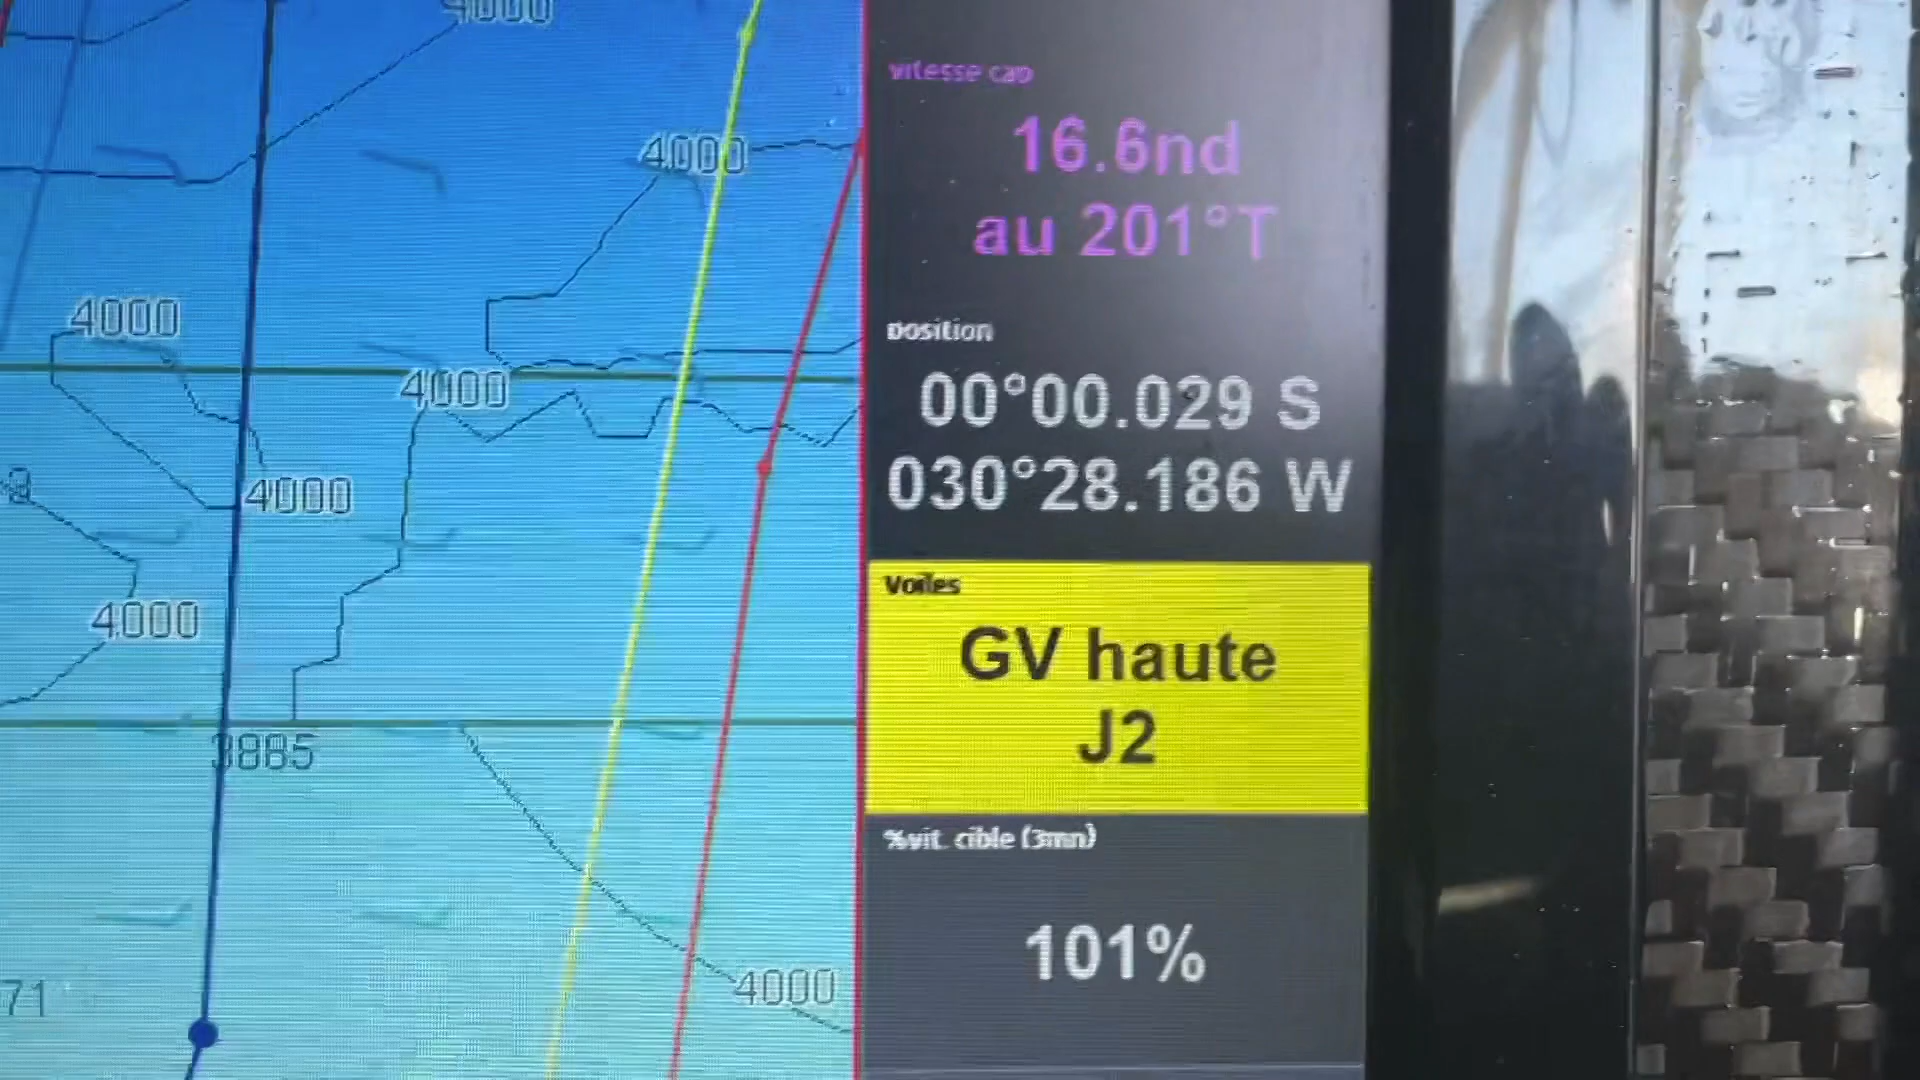 4000
4000
4000
4000
4000
4000
3885
71
4000
vitesse cap
16.6nd
au 201°T
position
00°00.029 S
030°28.186 W
Voiles
GV haute
J2
%vit. cible (3mn)
101%